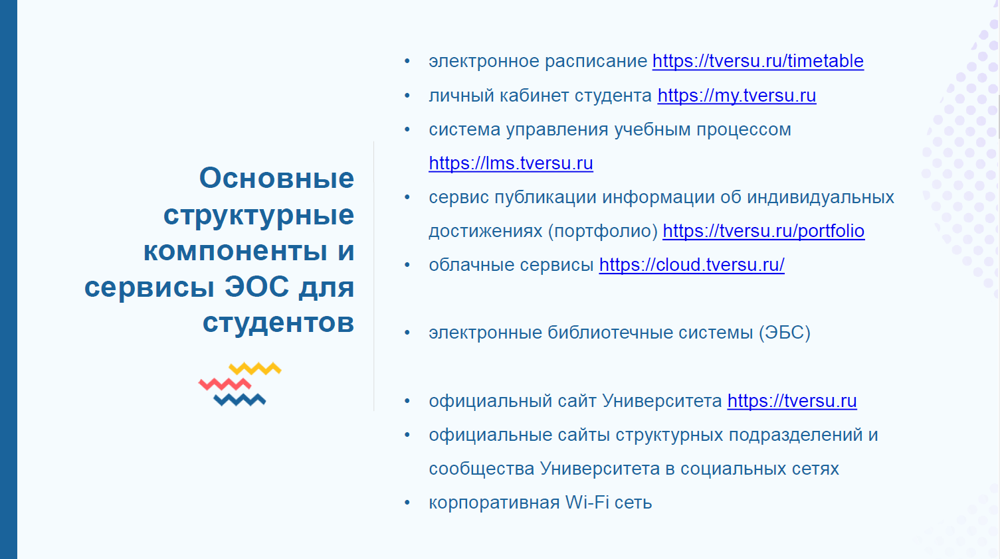 Основные
структурные
компоненты и
сервисы ЭОС для
студентов
• электронное расписание https://tversu.ru/timetable
• личный кабинет студента https://my.tversu.ru
• система управления учебным процессом
https://lms.tversu.ru
• сервис публикации информации об индивидуальных
достижениях (портфолио) https://tversu.ru/portfolio
• облачные сервисы https://cloud.tversu.ru/
• электронные библиотечные системы (ЭБС)
• официальный сайт Университета https://tversu.ru
• официальные сайты структурных подразделений и
сообщества Университета в социальных сетях
• корпоративная Wi-Fi сеть